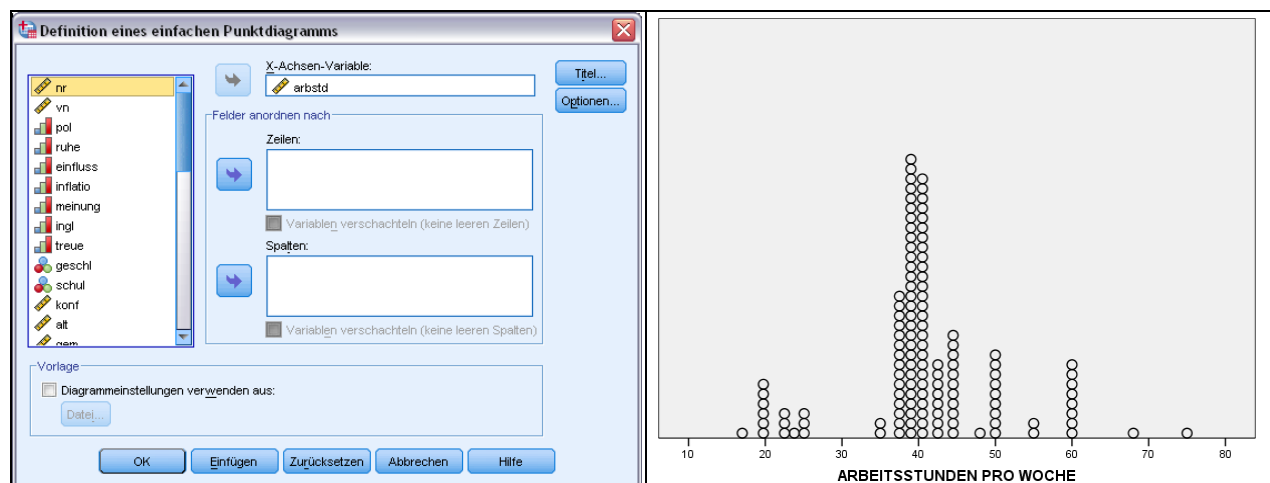 Definition eines einfachen Punktdiagramms
nr
vn
pol
ruhe
einfluss
inflatio
meinung
ingl
treue
geschl
schul
konf
alt
gem
X-Achsen-Variable:
arbstd
Titel...
Optionen...
Felder anordnen nach
Zeilen:
Variablen verschachteln (keine leeren Zeilen)
Spalten:
Variablen verschachteln (keine leeren Spalten)
Vorlage
Diagrammeinstellungen verwenden aus:
Datei...
OK
Einfügen
Zurücksetzen
Abbrechen
Hilfe
10 20 30 40 50 60 70 80
ARBEITSSTUNDEN PRO WOCHE